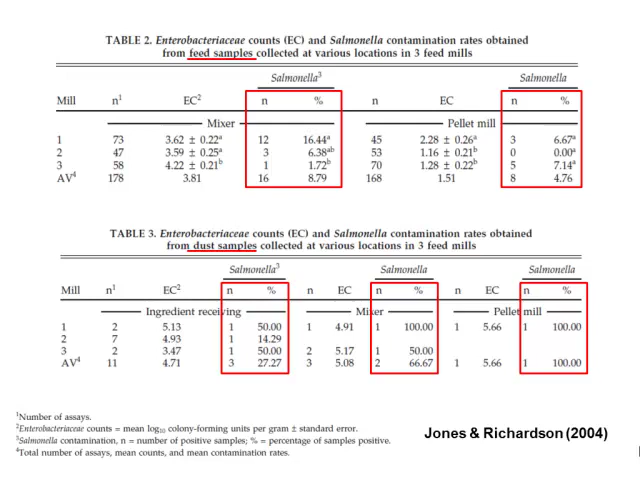 TABLE 2. Enterobacteriaceae counts (EC) and Salmonella contamination rates obtained
from feed samples collected at various locations in 3 feed mills
Salmonella³ Salmonella
Mill n¹ EC² n % n EC n %
Mixer Pellet mill
1 73 3.62 ± 0.22ᵃ 12 16.44ᵃ 45 2.28 ± 0.26ᵃ 3 6.67ᵃ
2 47 3.59 ± 0.25ᵃ 3 6.38ᵃᵇ 53 1.16 ± 0.21ᵇ 0 0.00ᵃ
3 58 4.22 ± 0.21ᵇ 1 1.72ᵇ 70 1.28 ± 0.22ᵇ 5 7.14ᵃ
AV⁴ 178 3.81 16 8.79 168 1.51 8 4.76
TABLE 3. Enterobacteriaceae counts (EC) and Salmonella contamination rates obtained
from dust samples collected at various locations in 3 feed mills
Salmonella³ Salmonella Salmonella
Mill n¹ EC² n % n EC n % n EC n %
Ingredient receiving Mixer Pellet mill
1 2 5.13 1 50.00 1 4.91 1 100.00 1 5.66 1 100.00
2 7 4.93 1 14.29
3 2 3.47 1 50.00 2 5.17 1 50.00
AV⁴ 11 4.71 3 27.27 3 5.08 2 66.67 1 5.66 1 100.00
¹Number of assays.
²Enterobacteriaceae counts = mean log₁₀ colony-forming units per gram ± standard error.
³Salmonella contamination, n = number of positive samples; % = percentage of samples positive.
⁴Total number of assays, mean counts, and mean contamination rates.
Jones & Richardson (2004)